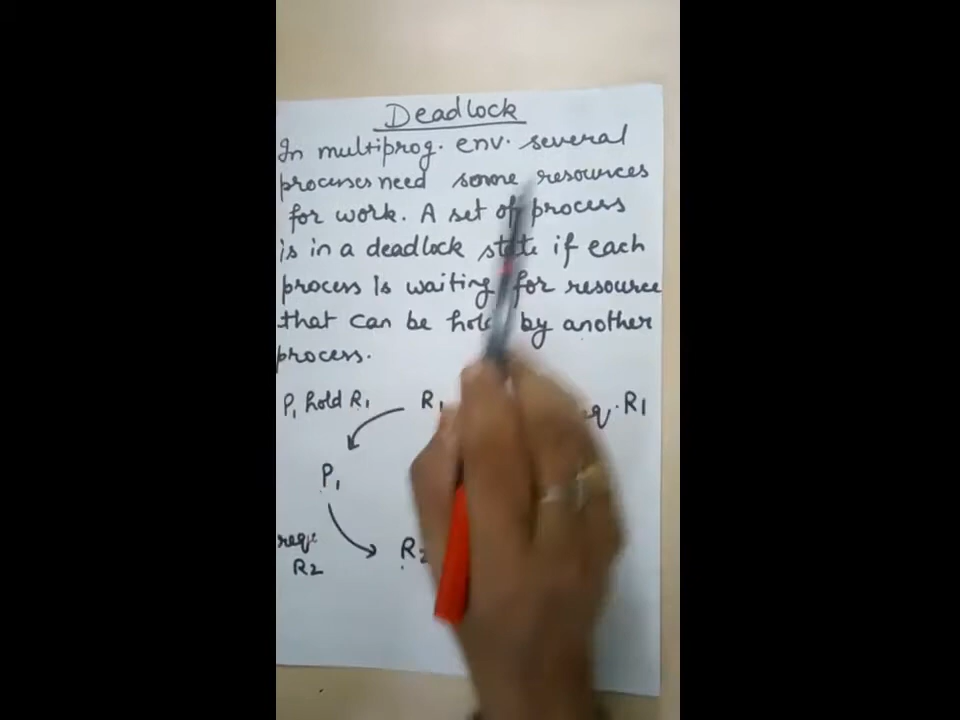 Deadlock
In multiprog. env. several
processes need some resources
for work. A set of process
is in a deadlock state if each
process is waiting for resource
that can be hold by another
process.
P1 hold R1 R1 R1
P1
req. R2
R2